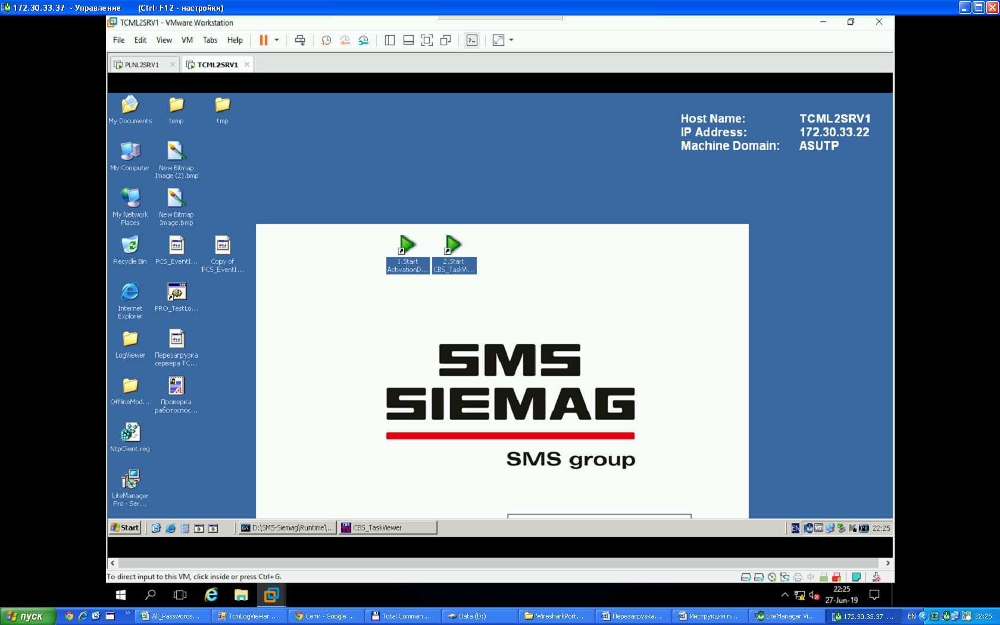 172.30.33.37 - Управление (Ctrl+F12 - настройки)
TCML2SRV1 - VMware Workstation
File Edit View VM Tabs Help
PLNL2SRV1
TCML2SRV1
Host Name: TCML2SRV1
IP Address: 172.30.33.22
Machine Domain: ASUTP
My Documents
temp
tmp
My Computer
New Bitmap
Image (2).bmp
My Network
Places
New Bitmap
Image.bmp
Recycle Bin
PCS_EventI...
Copy of
PCS_EventI...
1.Start
ActivationD...
2.Start
CBS_TaskVi...
Internet
Explorer
PRO_TestLo...
LogViewer
Перезагрузка
сервера TC...
OfflineMod...
Проверка
работоспос...
NtpClient.reg
LiteManager
Pro - Ser...
SMS
SIEMAG
SMS group
Start
D:\SMS-Siemag\Runtime\...
CBS TV
CBS_TaskViewer
EN
Vm
22:25
To direct input to this VM, click inside or press Ctrl+G.
22:25
27-Jun-19
пуск
All_Passwords...
TcmLogViewer ...
Сети - Google ...
Total Comman...
Data (D:)
WiresharkPort...
Перезагрузка...
Инструкция п...
LiteManager Vi...
172.30.33.37 ...
EN
22:25